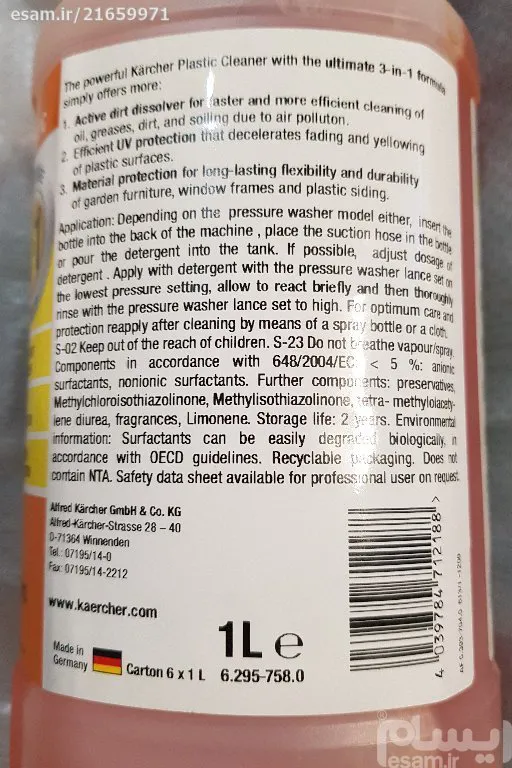 esam.ir/21659971
The powerful Kärcher Plastic Cleaner with the ultimate 3-in-1 formula
simply offers more:
1. Active dirt dissolver for faster and more efficient cleaning of
oil, greases, dirt, and soiling due to air polluton.
2. Efficient UV protection that decelerates fading and yellowing
of plastic surfaces.
3. Material protection for long-lasting flexibility and durability
of garden furniture, window frames and plastic siding.
Application: Depending on the pressure washer model either, insert the
bottle into the back of the machine , place the suction hose in the bottle
or pour the detergent into the tank. If possible, adjust dosage of
detergent . Apply with detergent with the pressure washer lance set on
the lowest pressure setting, allow to react briefly and then thoroughly
rinse with the pressure washer lance set to high. For optimum care and
protection reapply after cleaning by means of a spray bottle or a cloth.
S-02 Keep out of the reach of children. S-23 Do not breathe vapour/spray.
Components in accordance with 648/2004/EC: < 5 %: anionic
surfactants, nonionic surfactants. Further components: preservatives,
Methylchloroisothiazolinone, Methylisothiazolinone, tetra- methylolacety-
lene diurea, fragrances, Limonene. Storage life: 2 years. Environmental
information: Surfactants can be easily degraded biologically, in
accordance with OECD guidelines. Recyclable packaging. Does not
contain NTA. Safety data sheet available for professional user on request.
Alfred Kärcher GmbH & Co. KG
Alfred-Kärcher-Strasse 28 – 40
D-71364 Winnenden
Tel.: 07195/14-0
Fax: 07195/14-2212
www.kaercher.com
1L e
Made in
Germany
Carton 6 x 1 L 6.295-758.0
4 039784 712188 >
ایسام
esam.ir